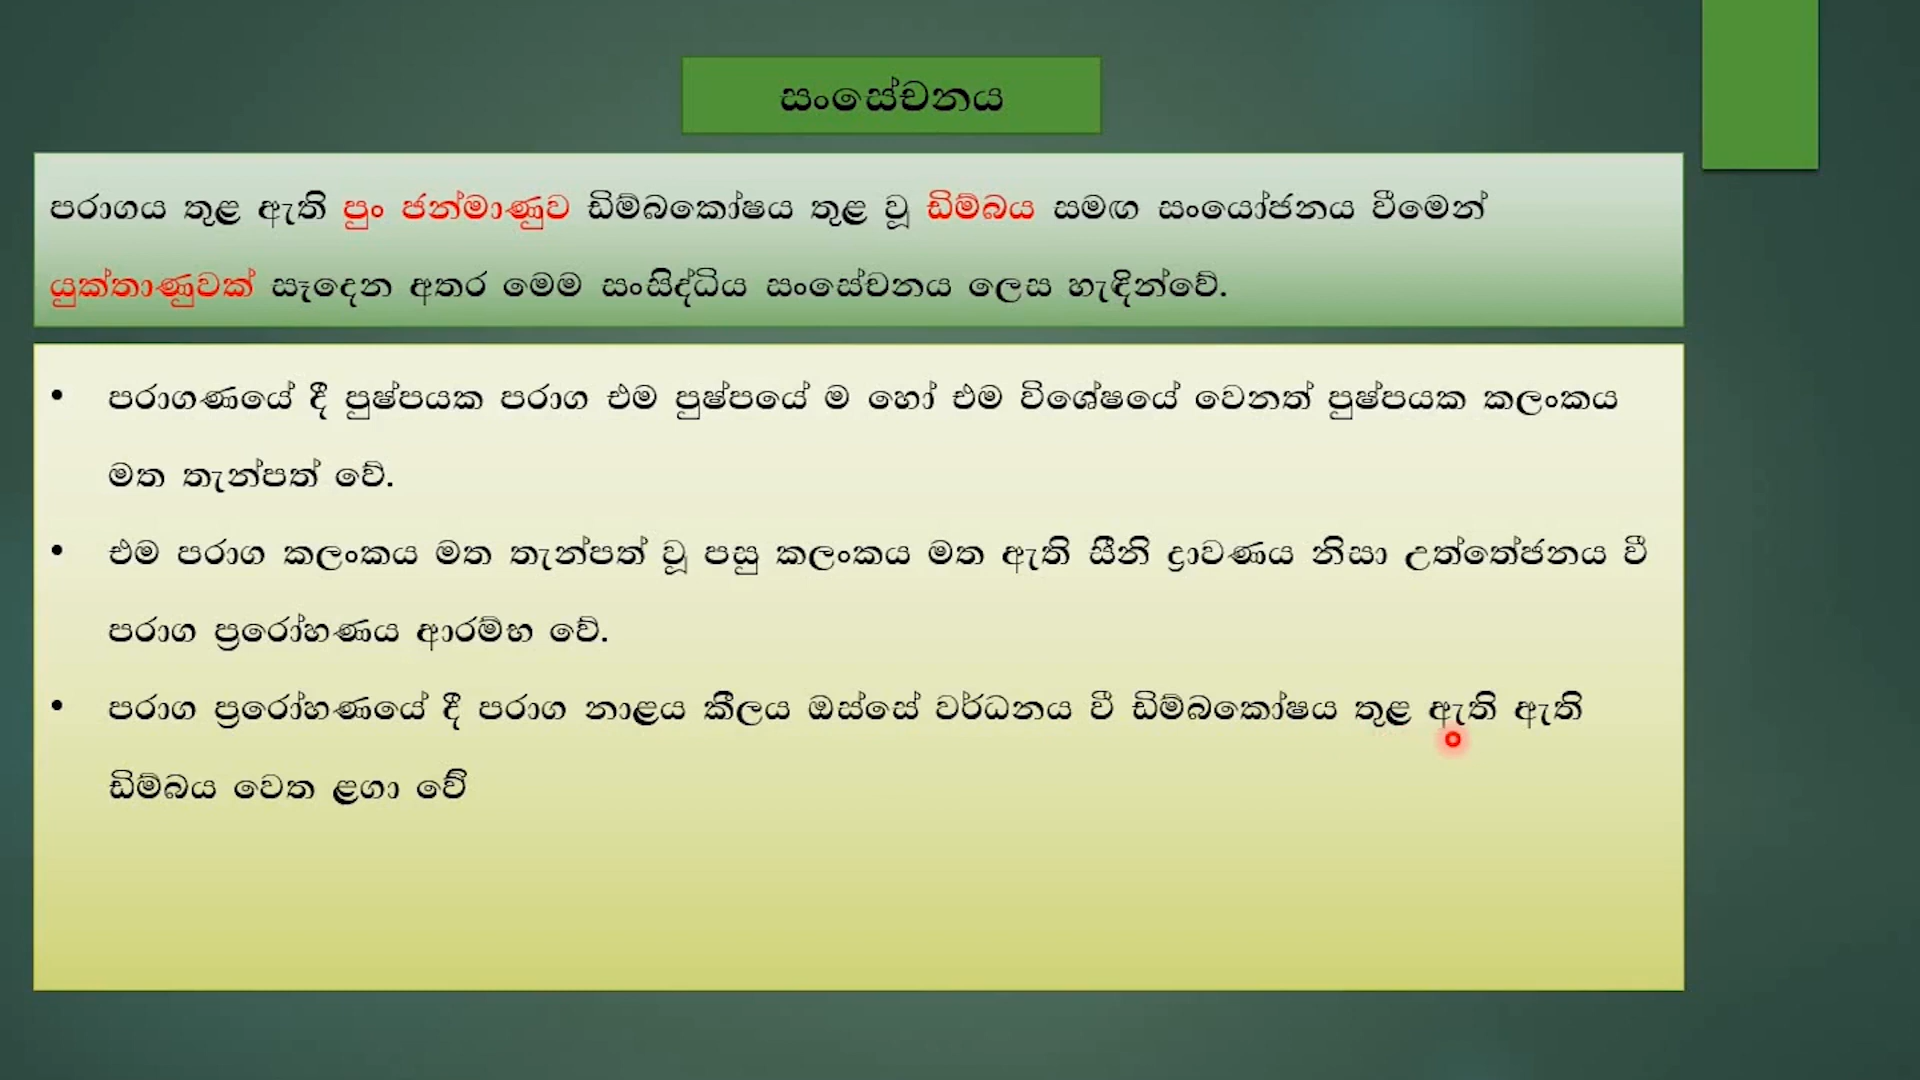 සංසේචනය
පරාගය තුළ ඇති පුං ජන්මාණුව ඩිම්බකෝෂය තුළ වූ ඩිම්බය සමඟ සංයෝජනය වීමෙන්
යුක්තාණුවක් සෑදෙන අතර මෙම සංසිද්ධිය සංසේචනය ලෙස හැඳින්වේ.
• පරාගණයේ දී පුෂ්පයක පරාග එම පුෂ්පයේ ම හෝ එම විශේෂයේ වෙනත් පුෂ්පයක කලංකය
මත තැන්පත් වේ.
• එම පරාග කලංකය මත තැන්පත් වූ පසු කලංකය මත ඇති සීනි ද්‍රාවණය නිසා උත්තේජනය වී
පරාග ප්‍රරෝහණය ආරම්භ වේ.
• පරාග ප්‍රරෝහණයේ දී පරාග නාළය කීලය ඔස්සේ වර්ධනය වී ඩිම්බකෝෂය තුළ ඇති ඇති
ඩිම්බය වෙත ළගා වේ